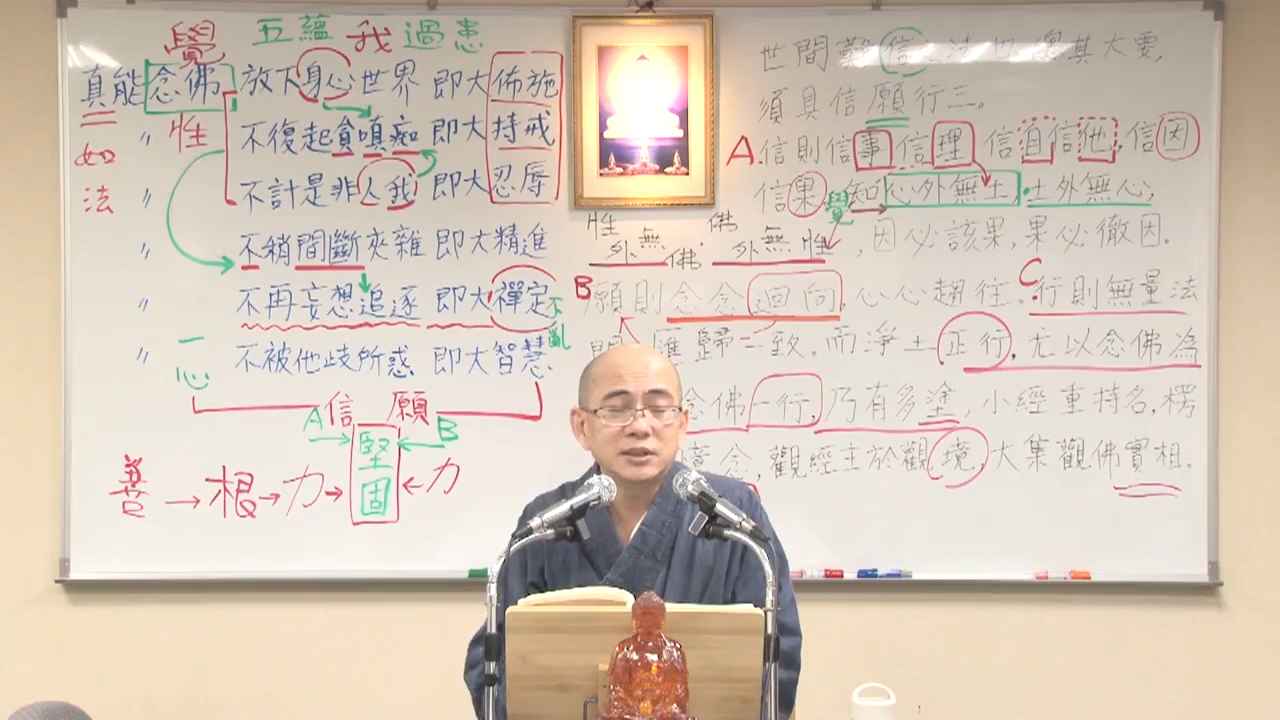 覺 五蘊我過患
真能念佛 放下身心世界 即大佈施
二 〃 性 不復起貪嗔痴 即大持戒
如法 〃 不計是非人我 即大忍辱
〃 不稍間斷夾雜 即大精進
〃 不再妄想追逐 即大禪定 不亂
一心 〃 不被他歧所惑 即大智慧
A 信 願 B
善→根→力→堅固←力
世間難信 法 其大要,
須具信願行三。
A.信則信事信理 信自信他,信因
信果,知心外無土,土外無心,
覺
性外無佛 佛外無性,因必該果,果必徹因。
B願則念念迴向,心心趨往。C.行則無量法
門 匯歸一致。而淨土正行,尤以念佛為
念佛一行,乃有多塗,小經重持名,楞
意念,觀經主於觀境,大集觀佛實相。